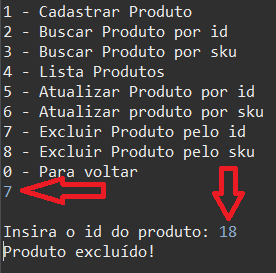 1 - Cadastrar Produto
2 - Buscar Produto por id
3 - Buscar Produto por sku
4 - Lista Produtos
5 - Atualizar Produto por id
6 - Atualizar produto por sku
7 - Excluir Produto pelo id
8 - Excluir Produto pelo sku
0 - Para voltar
7
Insira o id do produto: 18
Produto excluído!